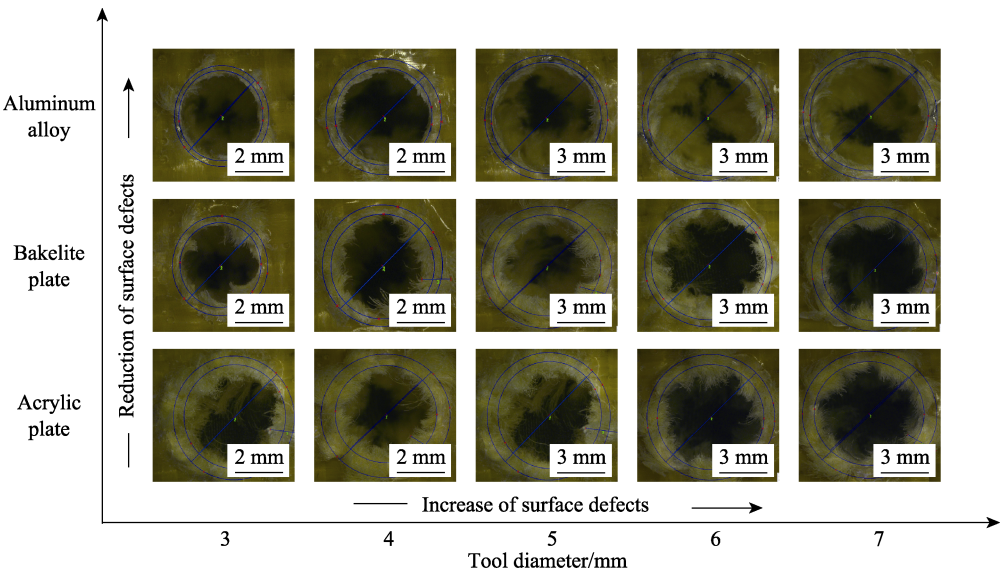 Aluminum
alloy
2 mm
2 mm
3 mm
3 mm
3 mm
Bakelite
plate
2 mm
2 mm
3 mm
3 mm
3 mm
Acrylic
plate
2 mm
2 mm
3 mm
3 mm
3 mm
Reduction of surface defects
Increase of surface defects
3
4
5
6
7
Tool diameter/mm